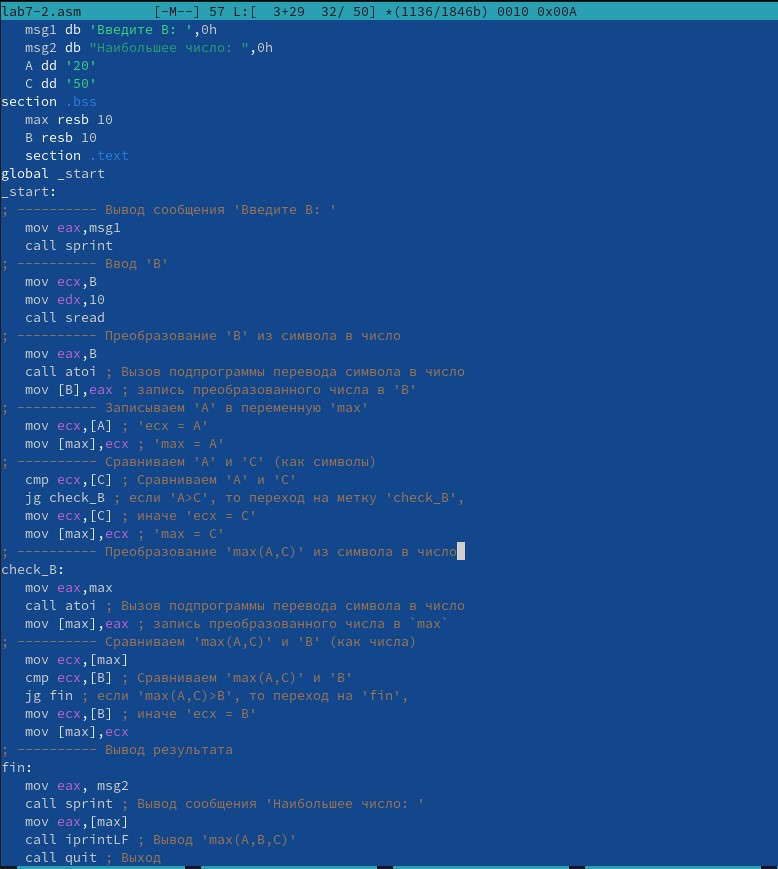 lab7-2.asm [-M--] 57 L:[ 3+29 32/ 50] *(1136/1846b) 0010 0x00A
msg1 db 'Введите B: ',0h
msg2 db "Наибольшее число: ",0h
A dd '20'
C dd '50'
section .bss
max resb 10
B resb 10
section .text
global _start
_start:
; ---------- Вывод сообщения 'Введите B: '
mov eax,msg1
call sprint
; ---------- Ввод 'B'
mov ecx,B
mov edx,10
call sread
; ---------- Преобразование 'B' из символа в число
mov eax,B
call atoi ; Вызов подпрограммы перевода символа в число
mov [B],eax ; запись преобразованного числа в 'B'
; ---------- Записываем 'A' в переменную 'max'
mov ecx,[A] ; 'ecx = A'
mov [max],ecx ; 'max = A'
; ---------- Сравниваем 'A' и 'С' (как символы)
cmp ecx,[C] ; Сравниваем 'A' и 'С'
jg check_B ; если 'A>C', то переход на метку 'check_B',
mov ecx,[C] ; иначе 'ecx = C'
mov [max],ecx ; 'max = C'
; ---------- Преобразование 'max(A,C)' из символа в число
check_B:
mov eax,max
call atoi ; Вызов подпрограммы перевода символа в число
mov [max],eax ; запись преобразованного числа в `max`
; ---------- Сравниваем 'max(A,C)' и 'B' (как числа)
mov ecx,[max]
cmp ecx,[B] ; Сравниваем 'max(A,C)' и 'B'
jg fin ; если 'max(A,C)>B', то переход на 'fin',
mov ecx,[B] ; иначе 'ecx = B'
mov [max],ecx
; ---------- Вывод результата
fin:
mov eax, msg2
call sprint ; Вывод сообщения 'Наибольшее число: '
mov eax,[max]
call iprintLF ; Вывод 'max(A,B,C)'
call quit ; Выход